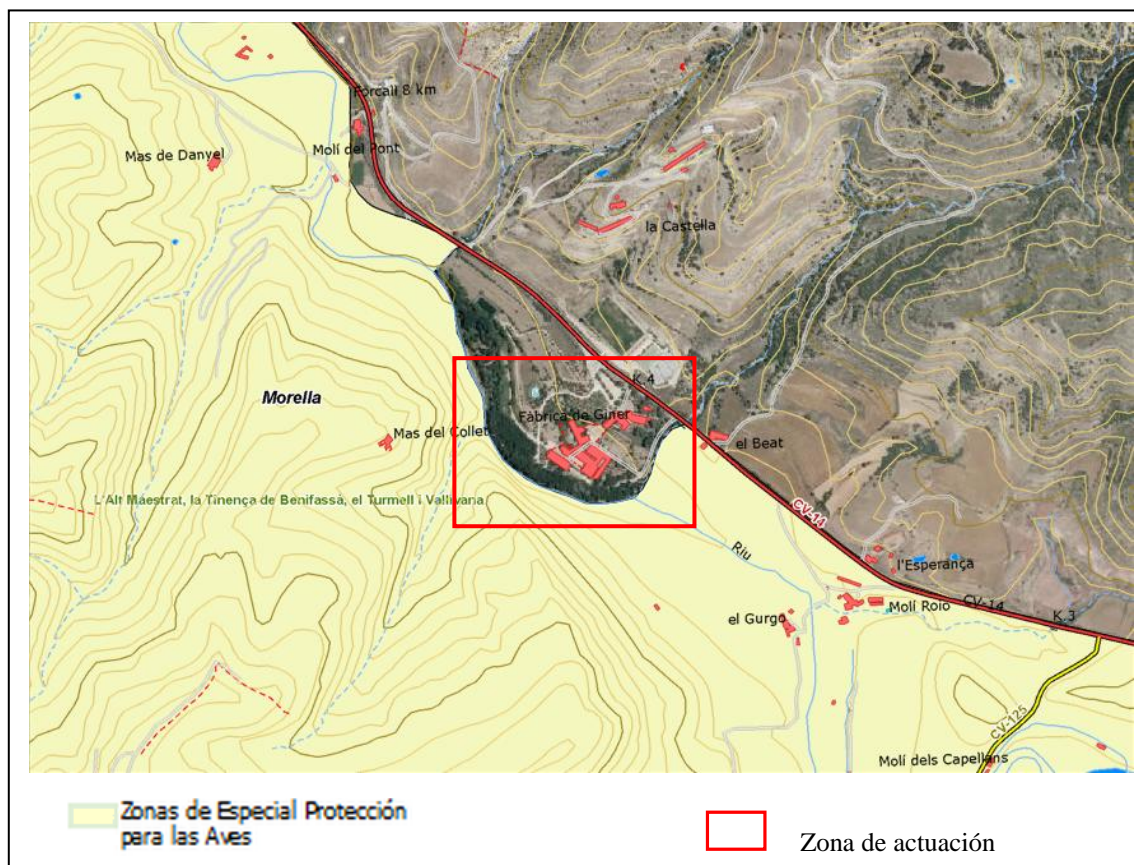 Forcall 8 km
Mas de Danyel
Molí del Pont
la Castella
Morella
K.4
Fàbrica de Giner
Mas del Collet
el Beat
L'Alt Maestrat, la Tinença de Benifassà, el Turmell i Vallivana
CV-14
Riu
l'Esperança
CV-14
Molí Roio
K.3
el Gurgo
CV-125
Molí dels Capellans
Zonas de Especial Protección
para las Aves
Zona de actuación